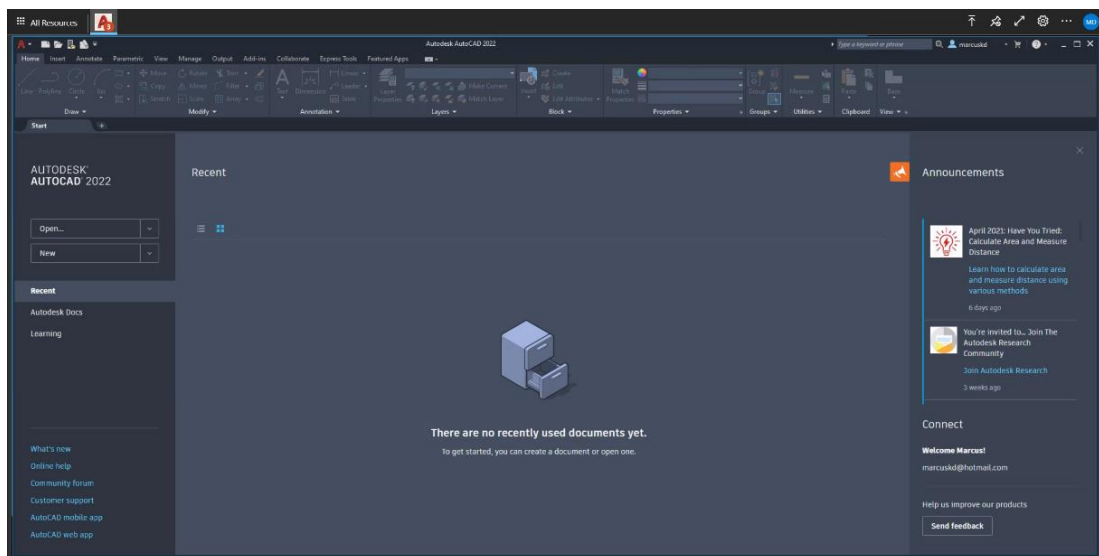 All Resources
MD
Autodesk AutoCAD 2022
Type a keyword or phrase
marcuskd
Home Insert Annotate Parametric View Manage Output Add-ins Collaborate Express Tools Featured Apps
Line Polyline Circle Arc
Move
Copy
Stretch
Rotate
Mirror
Scale
Trim
Fillet
Array
Text
Dimension
Linear
Leader
Table
Layer
Properties
Make Current
Match Layer
Insert
Create
Edit
Edit Attributes
Match
Properties
Group
Measure
Paste
Base
Draw
Modify
Annotation
Layers
Block
Properties
Groups
Utilities
Clipboard
View
Start
AUTODESK®
AUTOCAD® 2022
Open...
New
Recent
Autodesk Docs
Learning
What's new
Online help
Community forum
Customer support
AutoCAD mobile app
AutoCAD web app
Recent
There are no recently used documents yet.
To get started, you can create a document or open one.
Announcements
April 2021: Have You Tried:
Calculate Area and Measure
Distance
Learn how to calculate area
and measure distance using
various methods
6 days ago
You're invited to... Join The
Autodesk Research
Community
Join Autodesk Research
3 weeks ago
Connect
Welcome Marcus!
marcuskd@hotmail.com
Help us improve our products
Send feedback